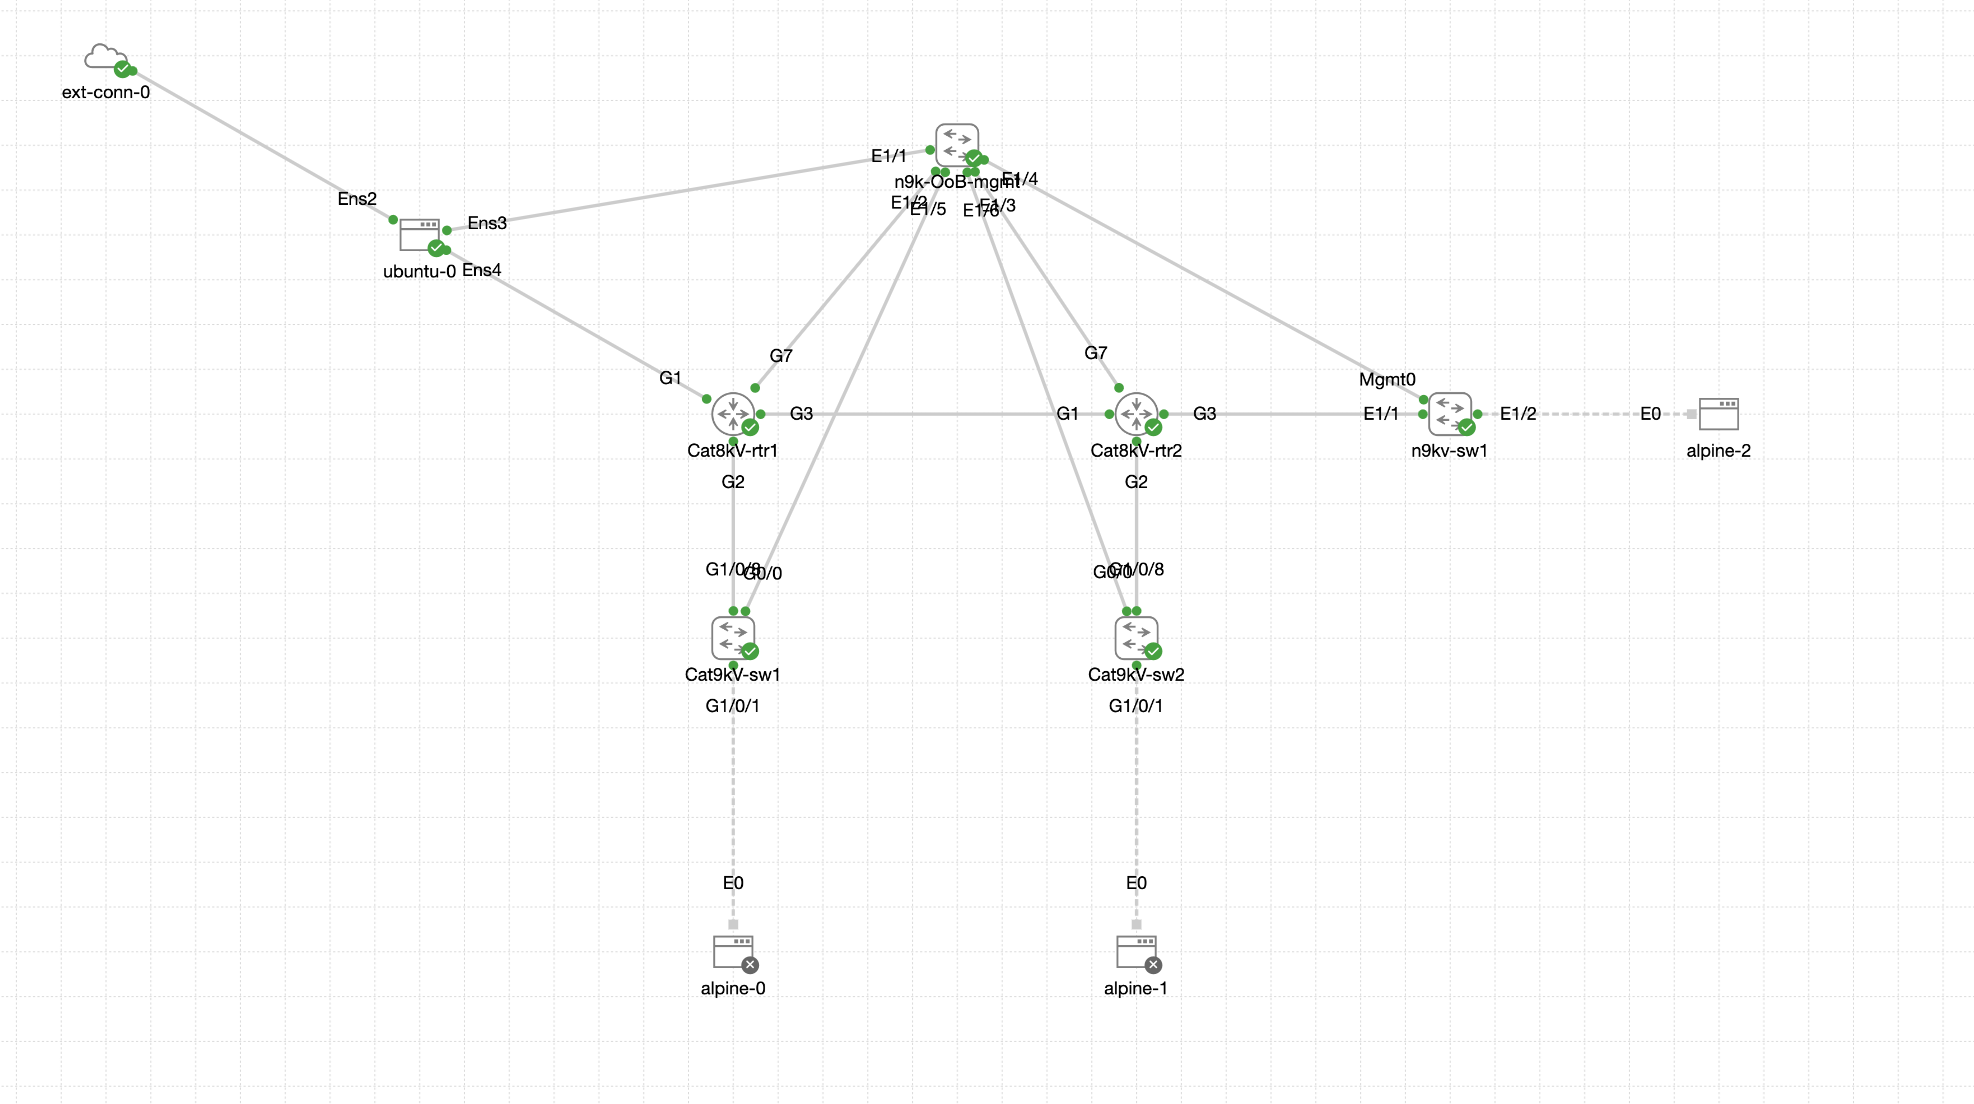 ext-conn-0
E1/1
n9k-OoB-mgmt
E1/4
Ens2
E1/2
E1/5
E1/6
E1/3
Ens3
ubuntu-0
Ens4
G7
G7
G1
Mgmt0
G3
G1
G3
E1/1
E1/2
E0
Cat8kV-rtr1
Cat8kV-rtr2
n9kv-sw1
alpine-2
G2
G2
G1/0/8
G0/0
G0/0
G1/0/8
Cat9kV-sw1
Cat9kV-sw2
G1/0/1
G1/0/1
E0
E0
alpine-0
alpine-1